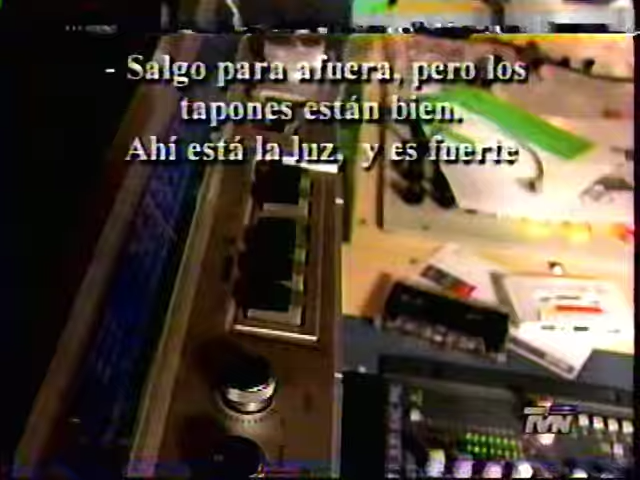 - Salgo para afuera, pero los
tapones están bien.
Ahí está la luz, y es fuerte
TVN